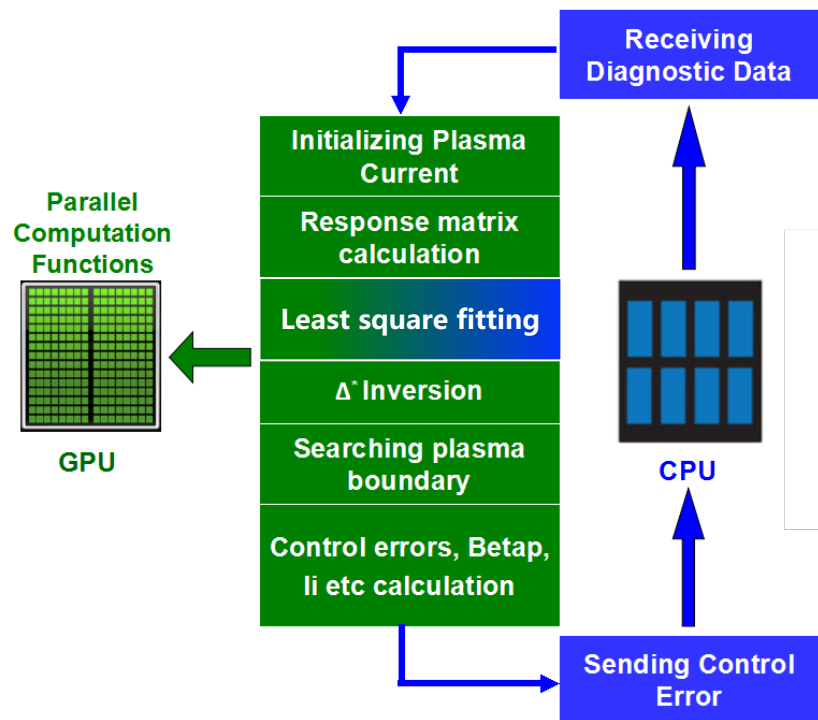 Receiving
Diagnostic Data
Initializing Plasma
Current
Parallel
Computation
Functions
Response matrix
calculation
Least square fitting
Δ* Inversion
GPU
Searching plasma
boundary
CPU
Control errors, Betap,
li etc calculation
Sending Control
Error